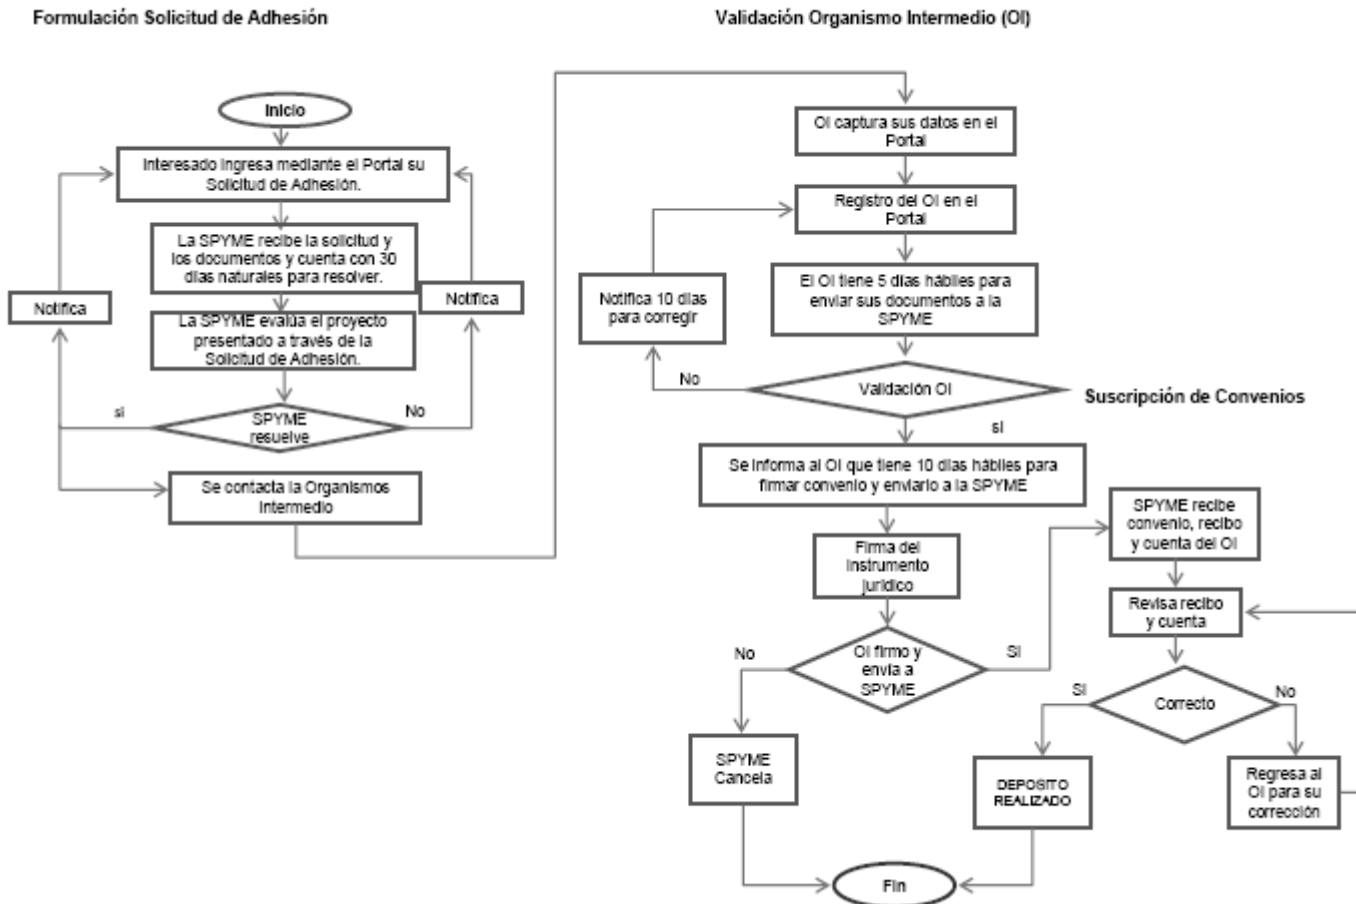 Formulación Solicitud de Adhesión
Inicio
Interesado Ingresa mediante el Portal su
Solicitud de Adhesión.
La SPYME recibe la solicitud y
los documentos y cuenta con 30
días naturales para resolver.
Notifica
Notifica
La SPYME evalúa el proyecto
presentado a través de la
Solicitud de Adhesión.
si
No
SPYME
resuelve
Se contacta la Organismos
Intermedio
Validación Organismo Intermedio (OI)
OI captura sus datos en el
Portal
Registro del OI en el
Portal
El OI tiene 5 días hábiles para
enviar sus documentos a la
SPYME
Notifica 10 días
para corregir
No
Validación OI
si
Se informa al OI que tiene 10 días hábiles para
firmar convenio y enviarlo a la SPYME
Firma del
Instrumento
jurídico
No
OI firmo y
envía a
SPYME
Si
SPYME
Cancela
Suscripción de Convenios
SPYME recibe
convenio, recibo
y cuenta del OI
Revisa recibo
y cuenta
Si
Correcto
No
DEPOSITO
REALIZADO
Regresa al
OI para su
corrección
Fin